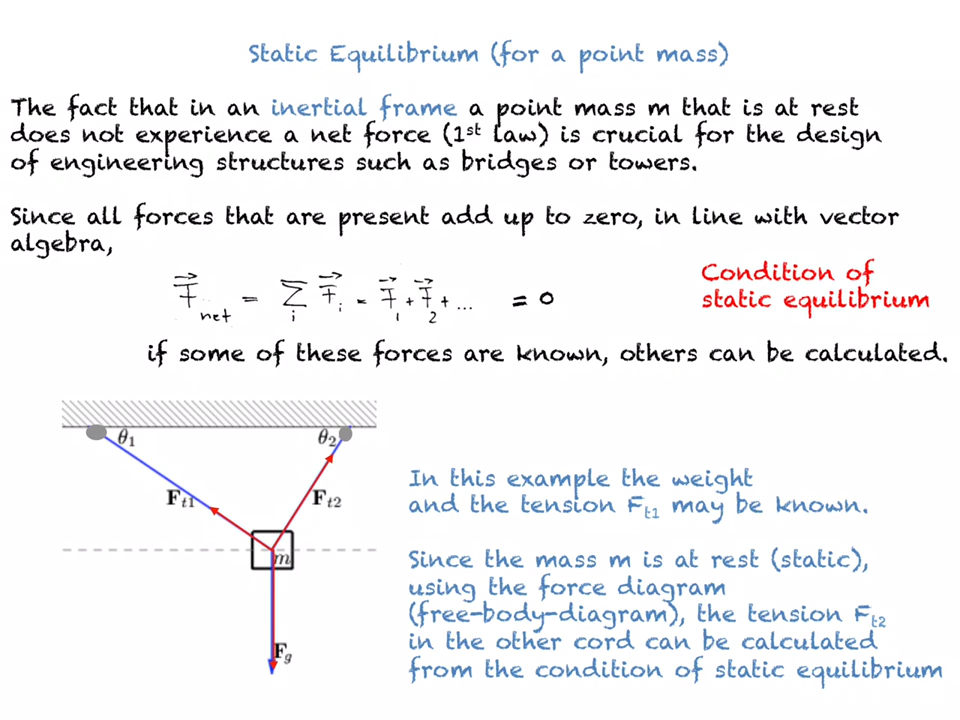 Static Equilibrium (for a point mass)
The fact that in an inertial frame a point mass m that is at rest
does not experience a net force (1st law) is crucial for the design
of engineering structures such as bridges or towers.
Since all forces that are present add up to zero, in line with vector
algebra,
F⃗_net = Σ_i F⃗_i = F⃗_1 + F⃗_2 + ... = 0
Condition of
static equilibrium
if some of these forces are known, others can be calculated.
θ1 θ2
Ft1 Ft2
m
Fg
In this example the weight
and the tension Ft1 may be known.
Since the mass m is at rest (static),
using the force diagram
(free-body-diagram), the tension Ft2
in the other cord can be calculated
from the condition of static equilibrium